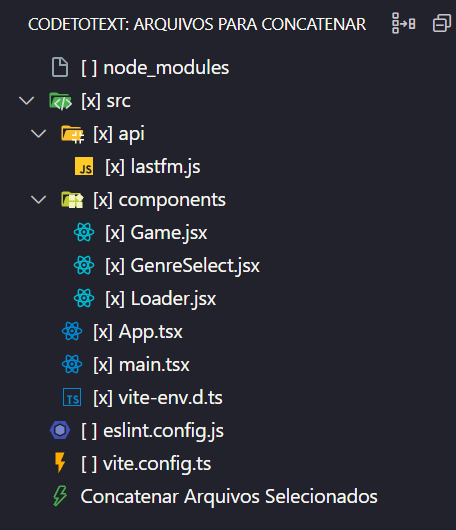 CODETOTEXT: ARQUIVOS PARA CONCATENAR
[ ] node_modules
[x] src
[x] api
JS [x] lastfm.js
[x] components
[x] Game.jsx
[x] GenreSelect.jsx
[x] Loader.jsx
[x] App.tsx
[x] main.tsx
TS [x] vite-env.d.ts
[ ] eslint.config.js
[ ] vite.config.ts
Concatenar Arquivos Selecionados